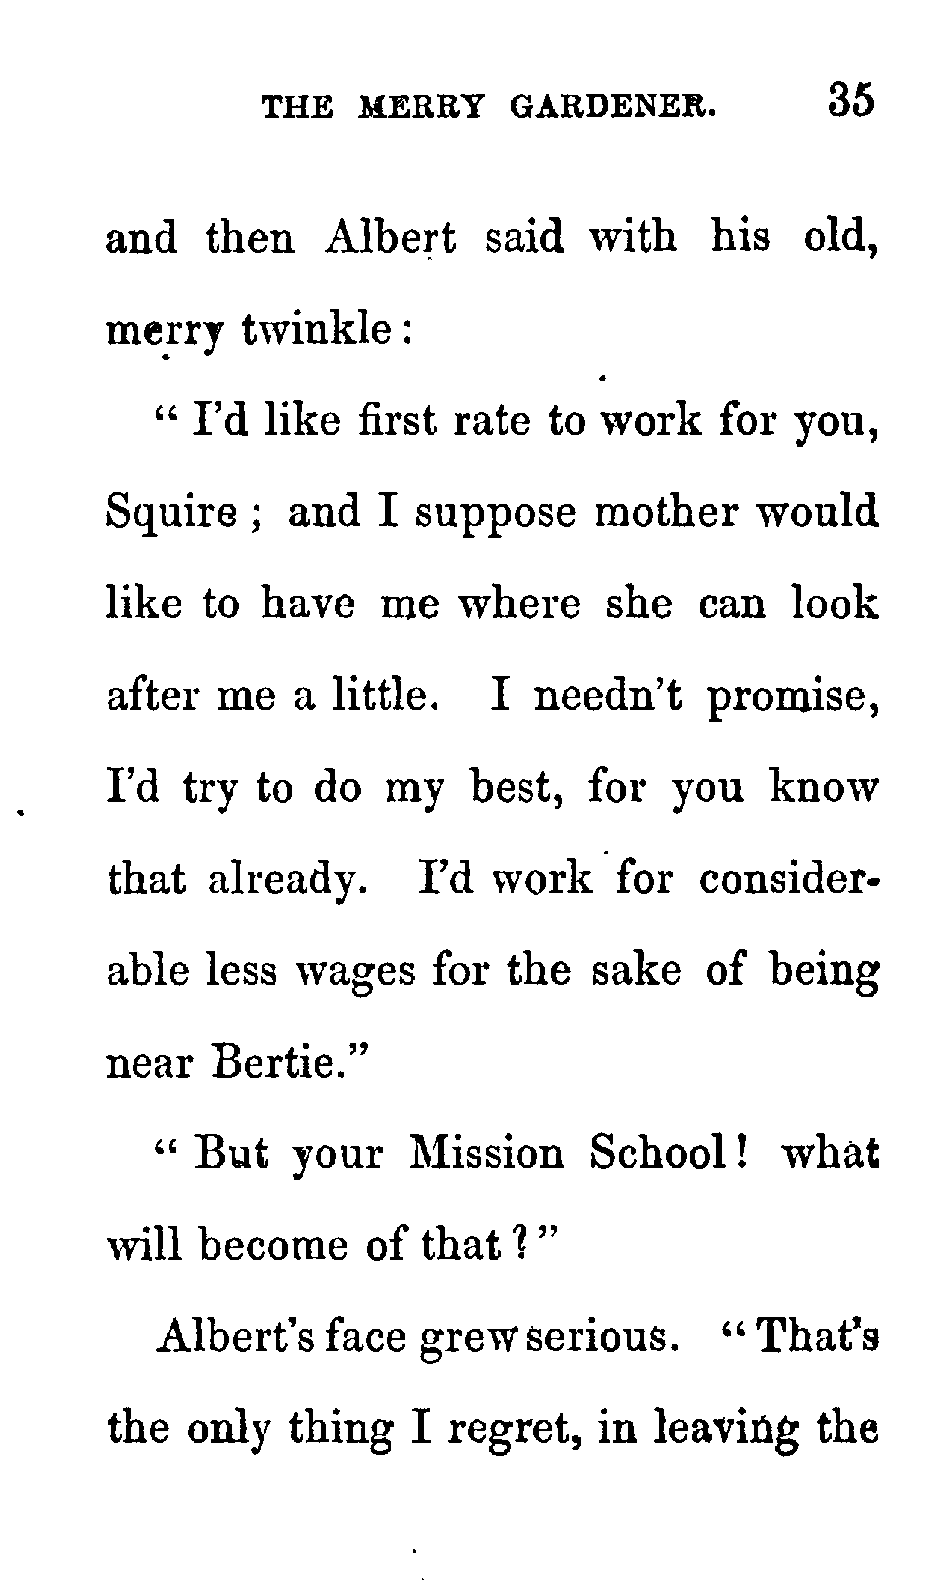 THE MERRY GARDENER. 35
and then Albert said with his old,
merry twinkle :
“ I’d like first rate to work for you,
Squire ; and I suppose mother would
like to have me where she can look
after me a little. I needn’t promise,
I’d try to do my best, for you know
that already. I’d work for consider-
able less wages for the sake of being
near Bertie.”
“ But your Mission School ! what
will become of that ? ”
Albert’s face grew serious. “ That’s
the only thing I regret, in leaving the